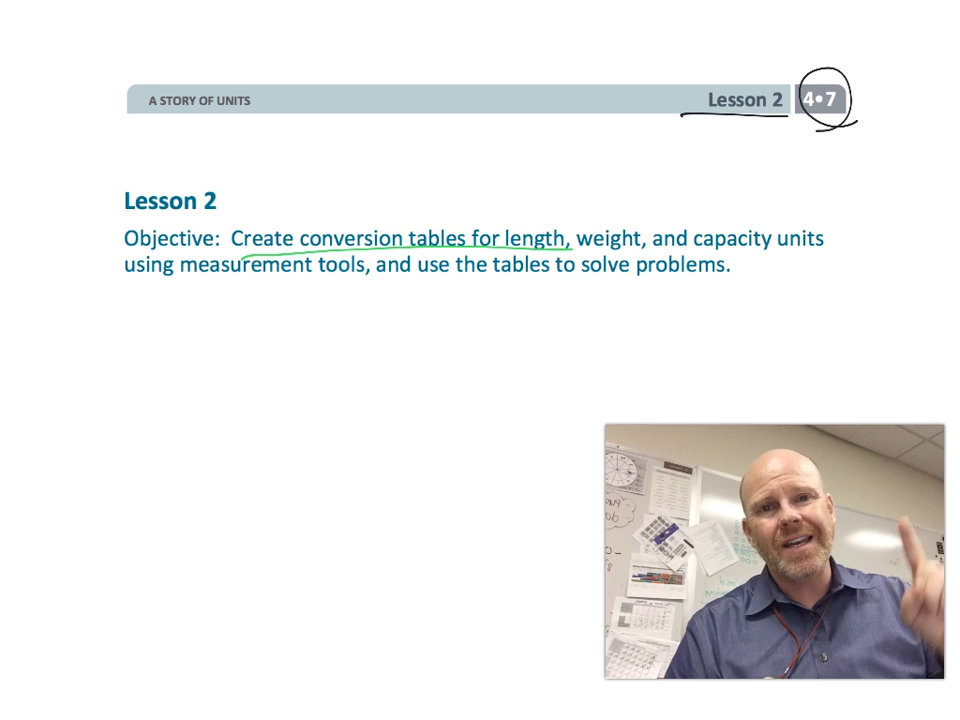 A STORY OF UNITS
Lesson 2
4•7
Lesson 2
Objective: Create conversion tables for length, weight, and capacity units
using measurement tools, and use the tables to solve problems.